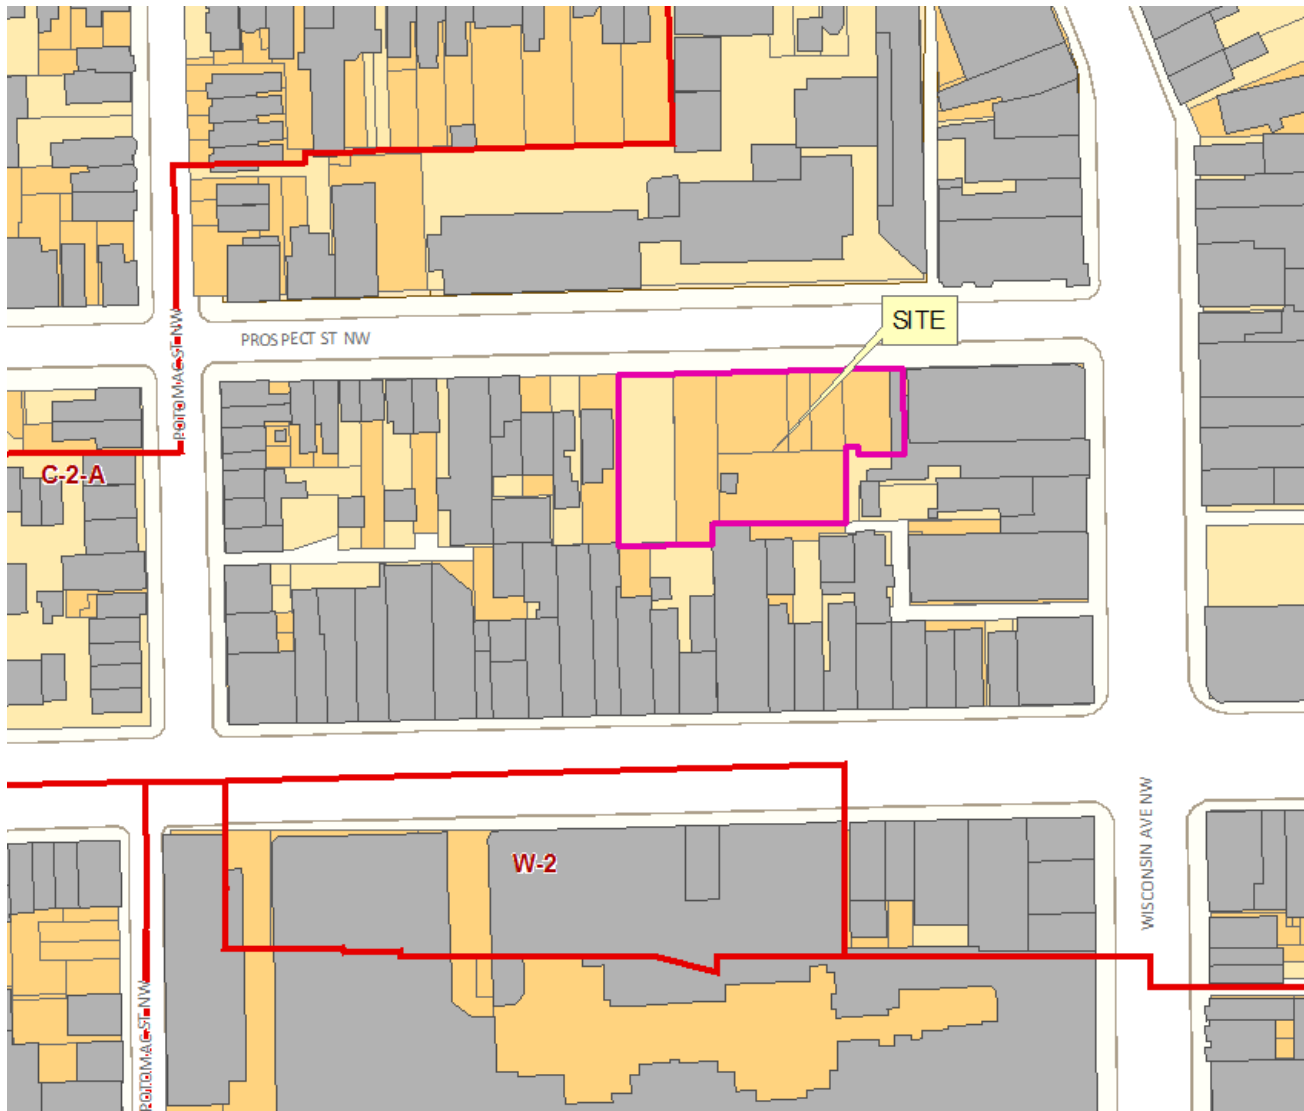 SITE
PROSPECT ST NW
POTOMAC ST NW
C-2-A
W-2
WISCONSIN AVE NW
POTOMAC ST NW